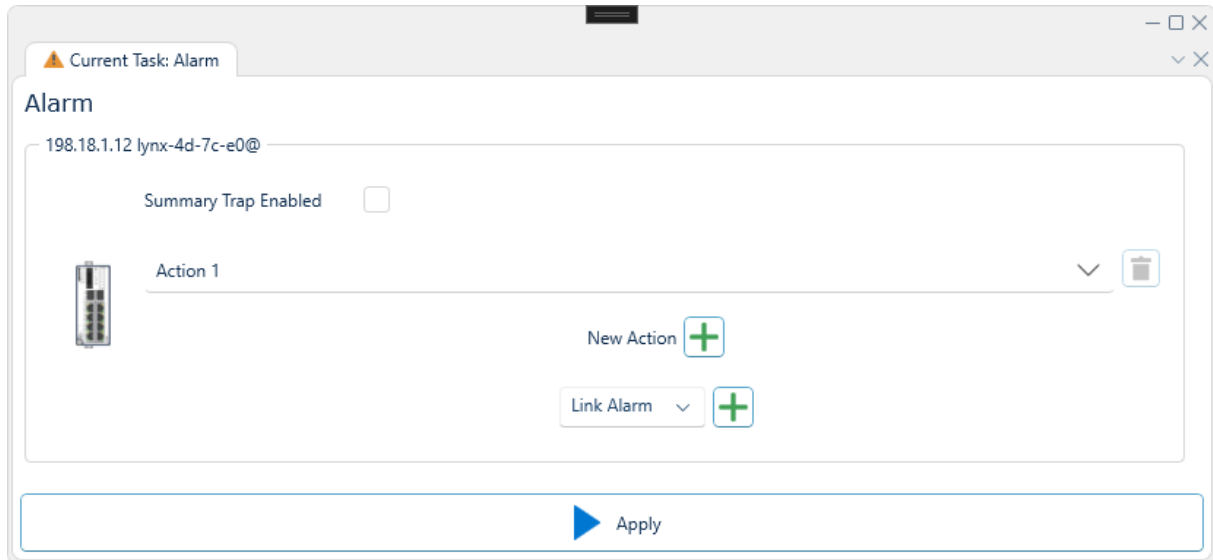 Current Task: Alarm
Alarm
198.18.1.12 lynx-4d-7c-e0@
Summary Trap Enabled
Action 1
New Action
Link Alarm
Apply